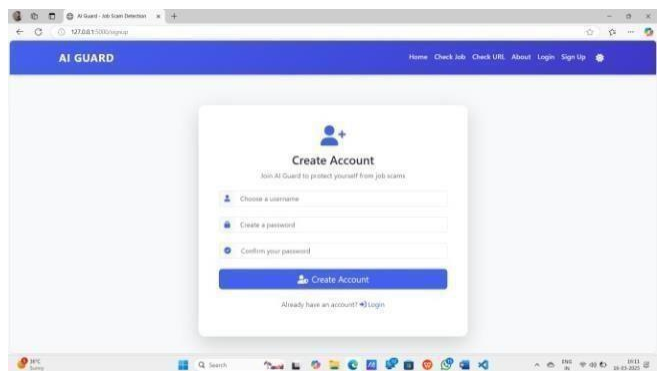 AI Guard - Job Scam Detection
127.0.0.1:5000/signup
AI GUARD
Home Check Job Check URL About Login Sign Up
Create Account
Join AI Guard to protect yourself from job scams
Choose a username
Create a password
Confirm your password
Create Account
Already have an account? Login
Sunny
Search
ENG
IN